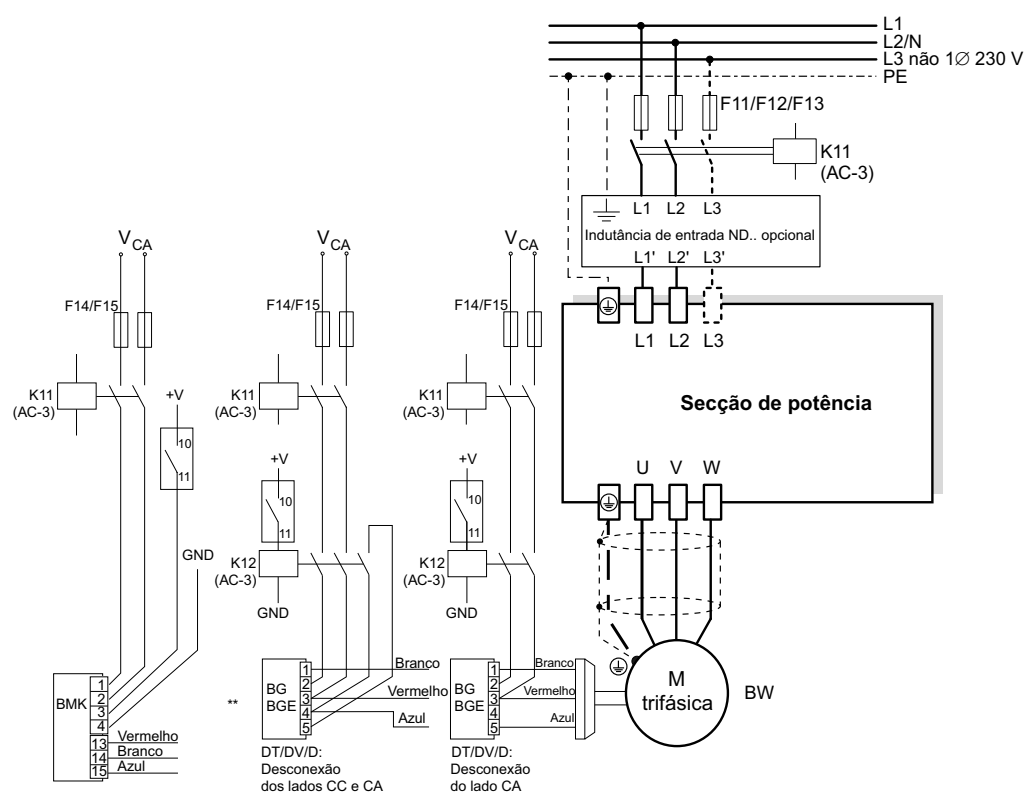 L1
L2/N
L3 não 1∅ 230 V
PE
F11/F12/F13
K11
(AC-3)
L1 L2 L3
Indutância de entrada ND.. opcional
L1' L2' L3'
L1 L2 L3
Secção de potência
U V W
M
trifásica
BW
V CA
F14/F15
K11
(AC-3)
+V
10
11
GND
BMK
1
2
3
4
13
14
15
Vermelho
Branco
Azul
**
V CA
F14/F15
K11
(AC-3)
+V
10
11
K12
(AC-3)
GND
BG
BGE
1
2
3
4
5
Branco
Vermelho
Azul
DT/DV/D:
Desconexão
dos lados CC e CA
V CA
F14/F15
K11
(AC-3)
+V
10
11
K12
(AC-3)
GND
BG
BGE
1
2
3
4
5
Branco
Vermelho
Azul
DT/DV/D:
Desconexão
do lado CA